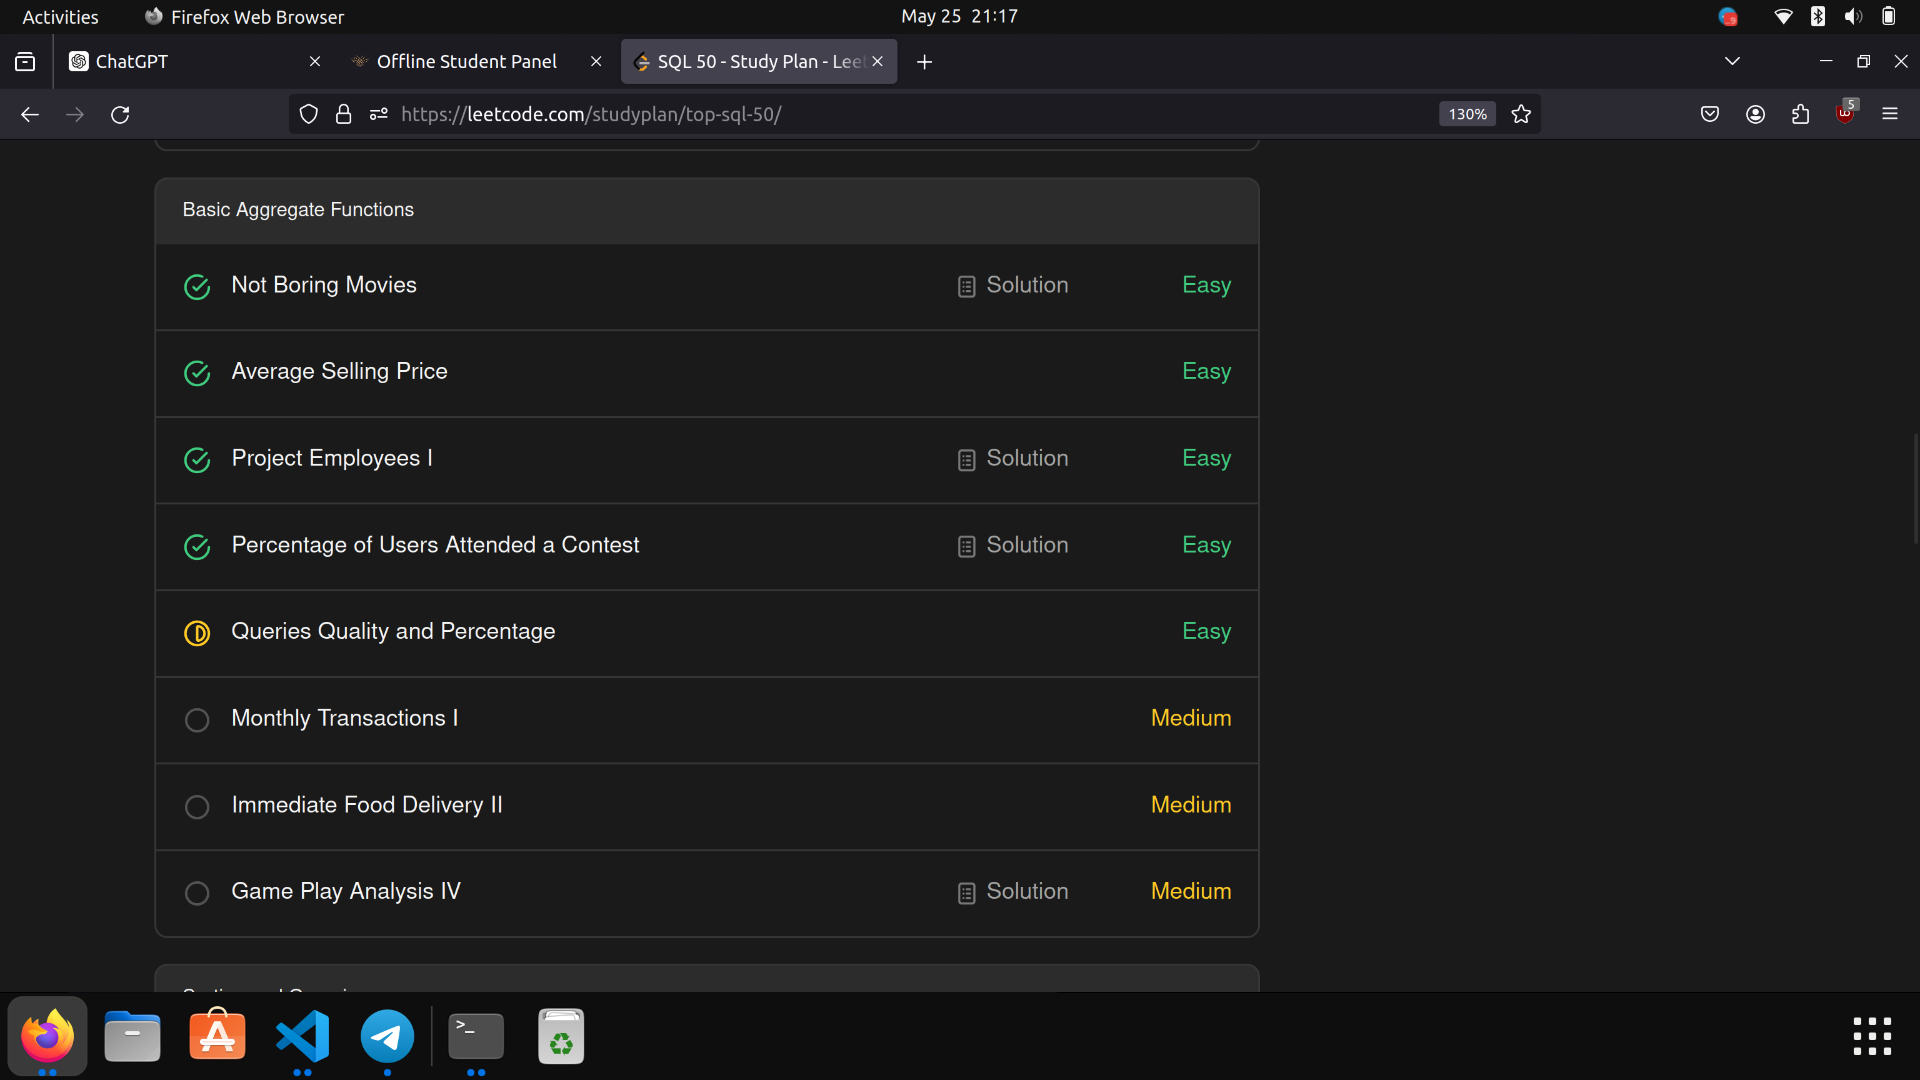 Activities
Firefox Web Browser
May 25 21:17
ChatGPT
Offline Student Panel
SQL 50 - Study Plan - Leet
https://leetcode.com/studyplan/top-sql-50/
130%
5
Basic Aggregate Functions
Not Boring Movies Solution Easy
Average Selling Price Easy
Project Employees I Solution Easy
Percentage of Users Attended a Contest Solution Easy
Queries Quality and Percentage Easy
Monthly Transactions I Medium
Immediate Food Delivery II Medium
Game Play Analysis IV Solution Medium